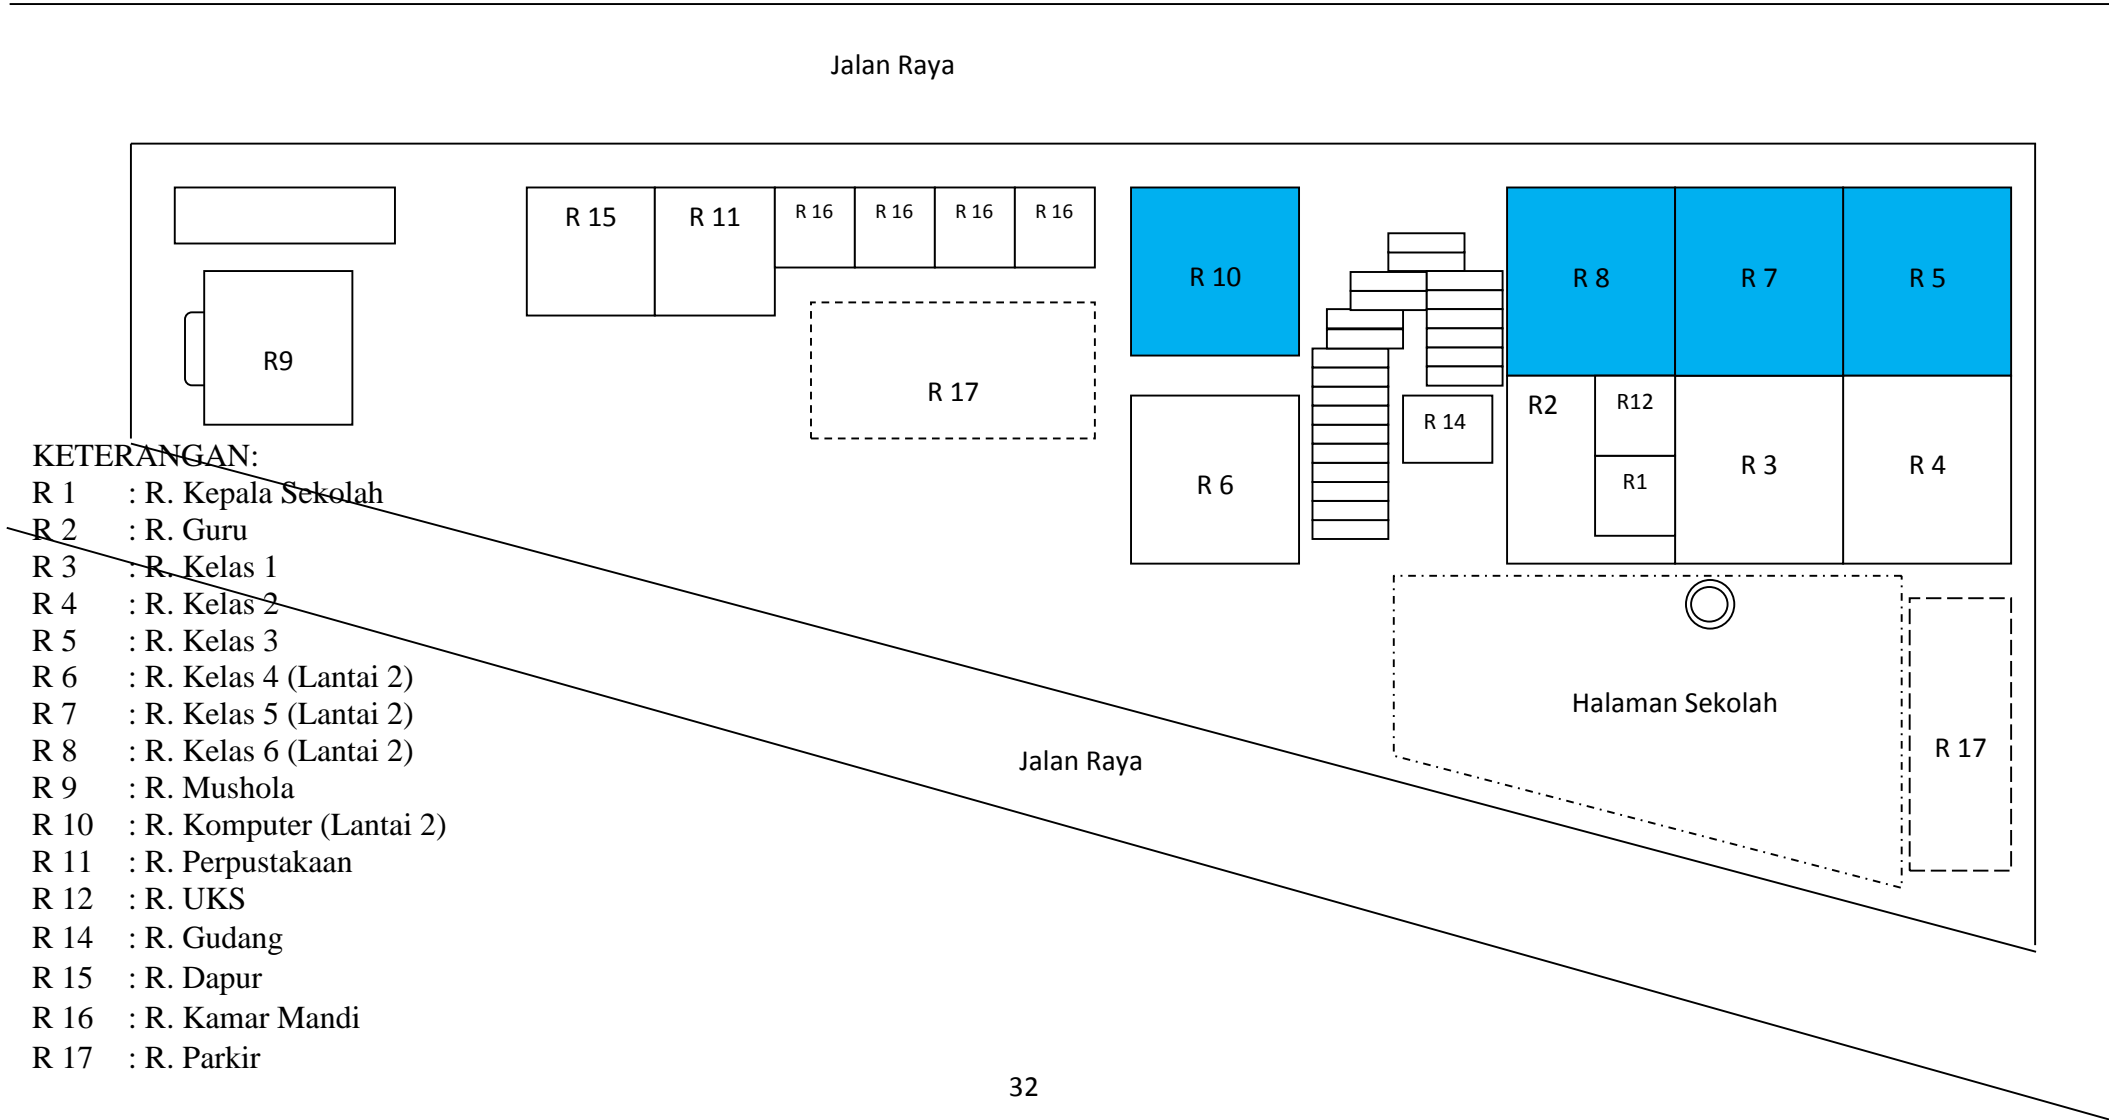 Jalan Raya
R 15 R 11 R 16 R 16 R 16 R 16
R 10 R 8 R 7 R 5
R9
R 17
R2 R12
R 14
R 6 R1 R 3 R 4
KETERANGAN:
R 1 : R. Kepala Sekolah
R 2 : R. Guru
R 3 : R. Kelas 1
R 4 : R. Kelas 2
R 5 : R. Kelas 3
R 6 : R. Kelas 4 (Lantai 2)
R 7 : R. Kelas 5 (Lantai 2)
R 8 : R. Kelas 6 (Lantai 2)
R 9 : R. Mushola
R 10 : R. Komputer (Lantai 2)
R 11 : R. Perpustakaan
R 12 : R. UKS
R 14 : R. Gudang
R 15 : R. Dapur
R 16 : R. Kamar Mandi
R 17 : R. Parkir
Halaman Sekolah
R 17
Jalan Raya
32